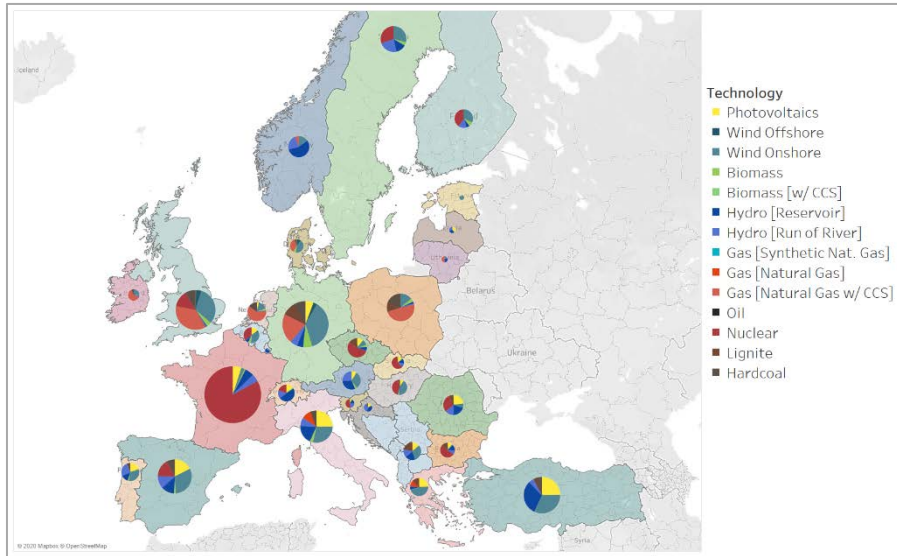 Iceland
Belarus
Ukraine
Syria
© 2020 Mapbox © OpenStreetMap
Technology
Photovoltaics
Wind Offshore
Wind Onshore
Biomass
Biomass [w/ CCS]
Hydro [Reservoir]
Hydro [Run of River]
Gas [Synthetic Nat. Gas]
Gas [Natural Gas]
Gas [Natural Gas w/ CCS]
Oil
Nuclear
Lignite
Hardcoal